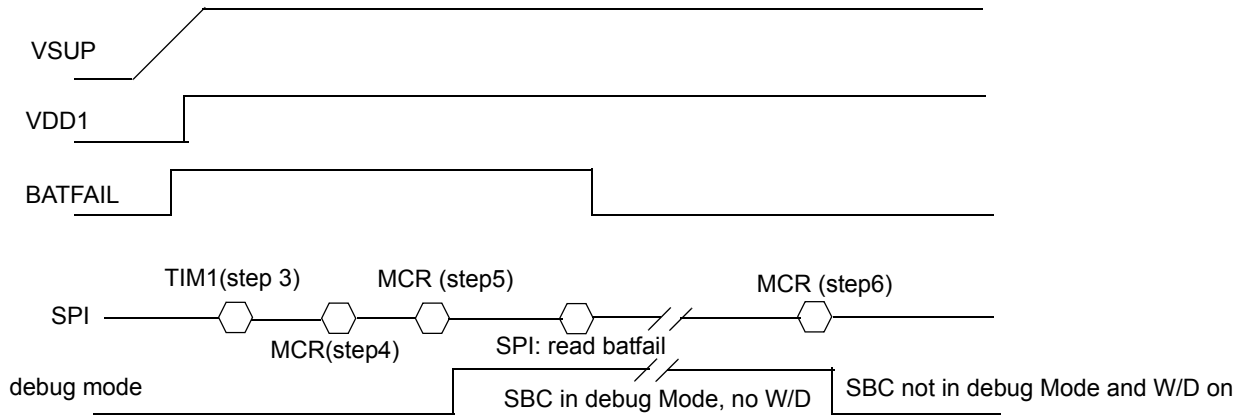 VSUP
VDD1
BATFAIL
TIM1(step 3)
MCR (step5)
MCR (step6)
SPI
MCR(step4)
SPI: read batfail
debug mode
SBC in debug Mode, no W/D
SBC not in debug Mode and W/D on